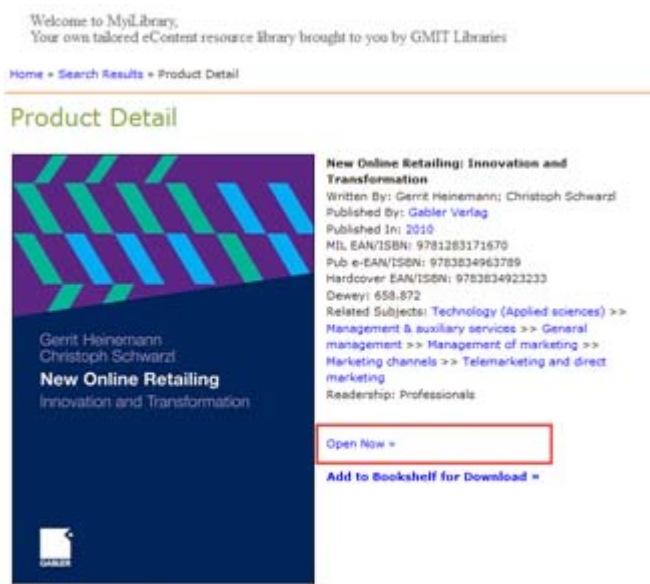 Welcome to MyiLibrary,
Your own tailored eContent resource library brought to you by GMIT Libraries
Home » Search Results » Product Detail
Product Detail
Gerrit Heinemann
Christoph Schwarzl
New Online Retailing
Innovation and Transformation
GABLER
New Online Retailing: Innovation and
Transformation
Written By: Gerrit Heinemann; Christoph Schwarzl
Published By: Gabler Verlag
Published In: 2010
MIL EAN/ISBN: 9781283171670
Pub e-EAN/ISBN: 9783834963789
Hardcover EAN/ISBN: 9783834923233
Dewey: 658.872
Related Subjects: Technology (Applied sciences) >>
Management & auxiliary services >> General
management >> Management of marketing >>
Marketing channels >> Telemarketing and direct
marketing
Readership: Professionals
Open Now »
Add to Bookshelf for Download »